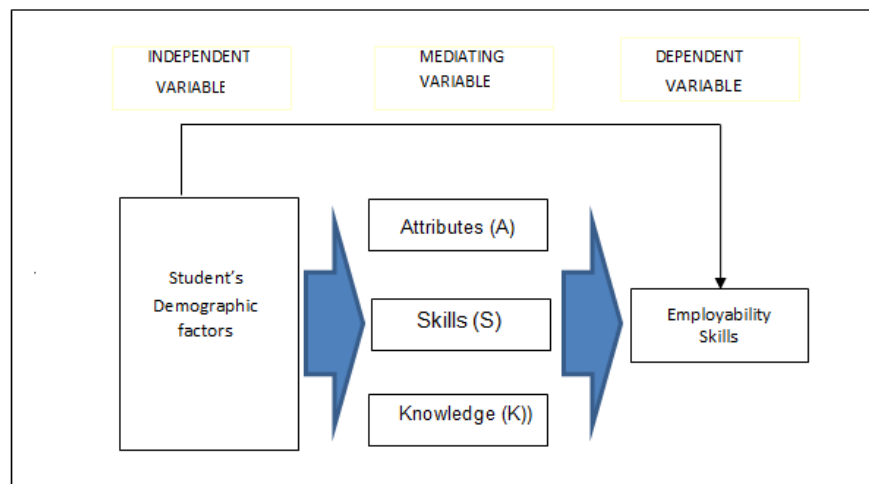 INDEPENDENT
VARIABLE
MEDIATING
VARIABLE
DEPENDENT
VARIABLE
Student’s
Demographic
factors
Attributes (A)
Skills (S)
Knowledge (K))
Employability
Skills